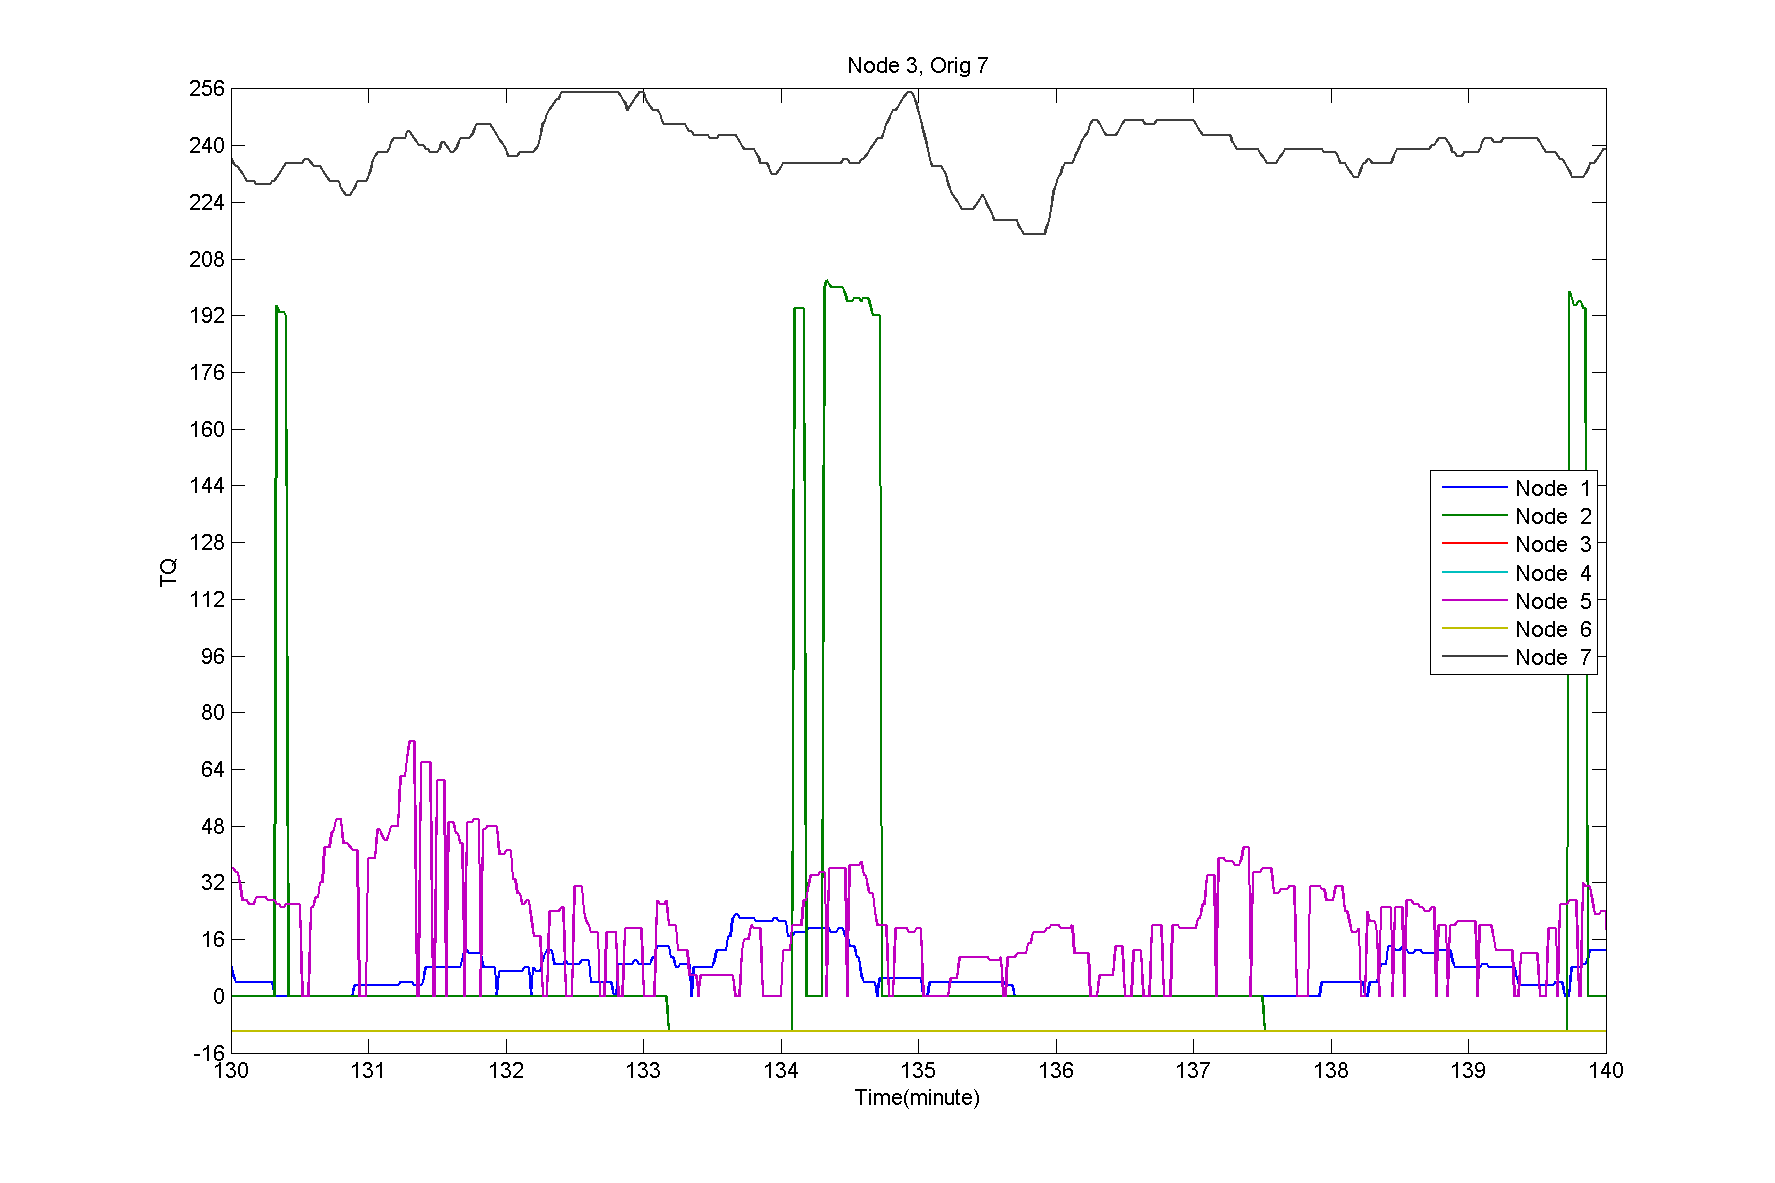 Node 3, Orig 7
256
240
224
208
192
176
160
144
128
112
96
80
64
48
32
16
0
-16
TQ
130 131 132 133 134 135 136 137 138 139 140
Time(minute)
Node 1
Node 2
Node 3
Node 4
Node 5
Node 6
Node 7